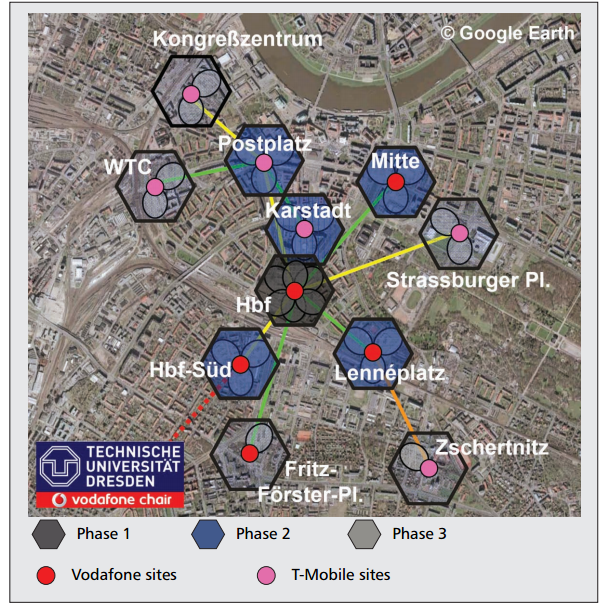 Kongreßzentrum
© Google Earth
Postplatz
WTC
Mitte
Karstadt
Strassburger Pl.
Hbf
Hbf-Süd
Lennéplatz
Zschertnitz
Fritz-
Förster-Pl.
TECHNISCHE
UNIVERSITÄT
DRESDEN
vodafone chair
Phase 1
Phase 2
Phase 3
Vodafone sites
T-Mobile sites